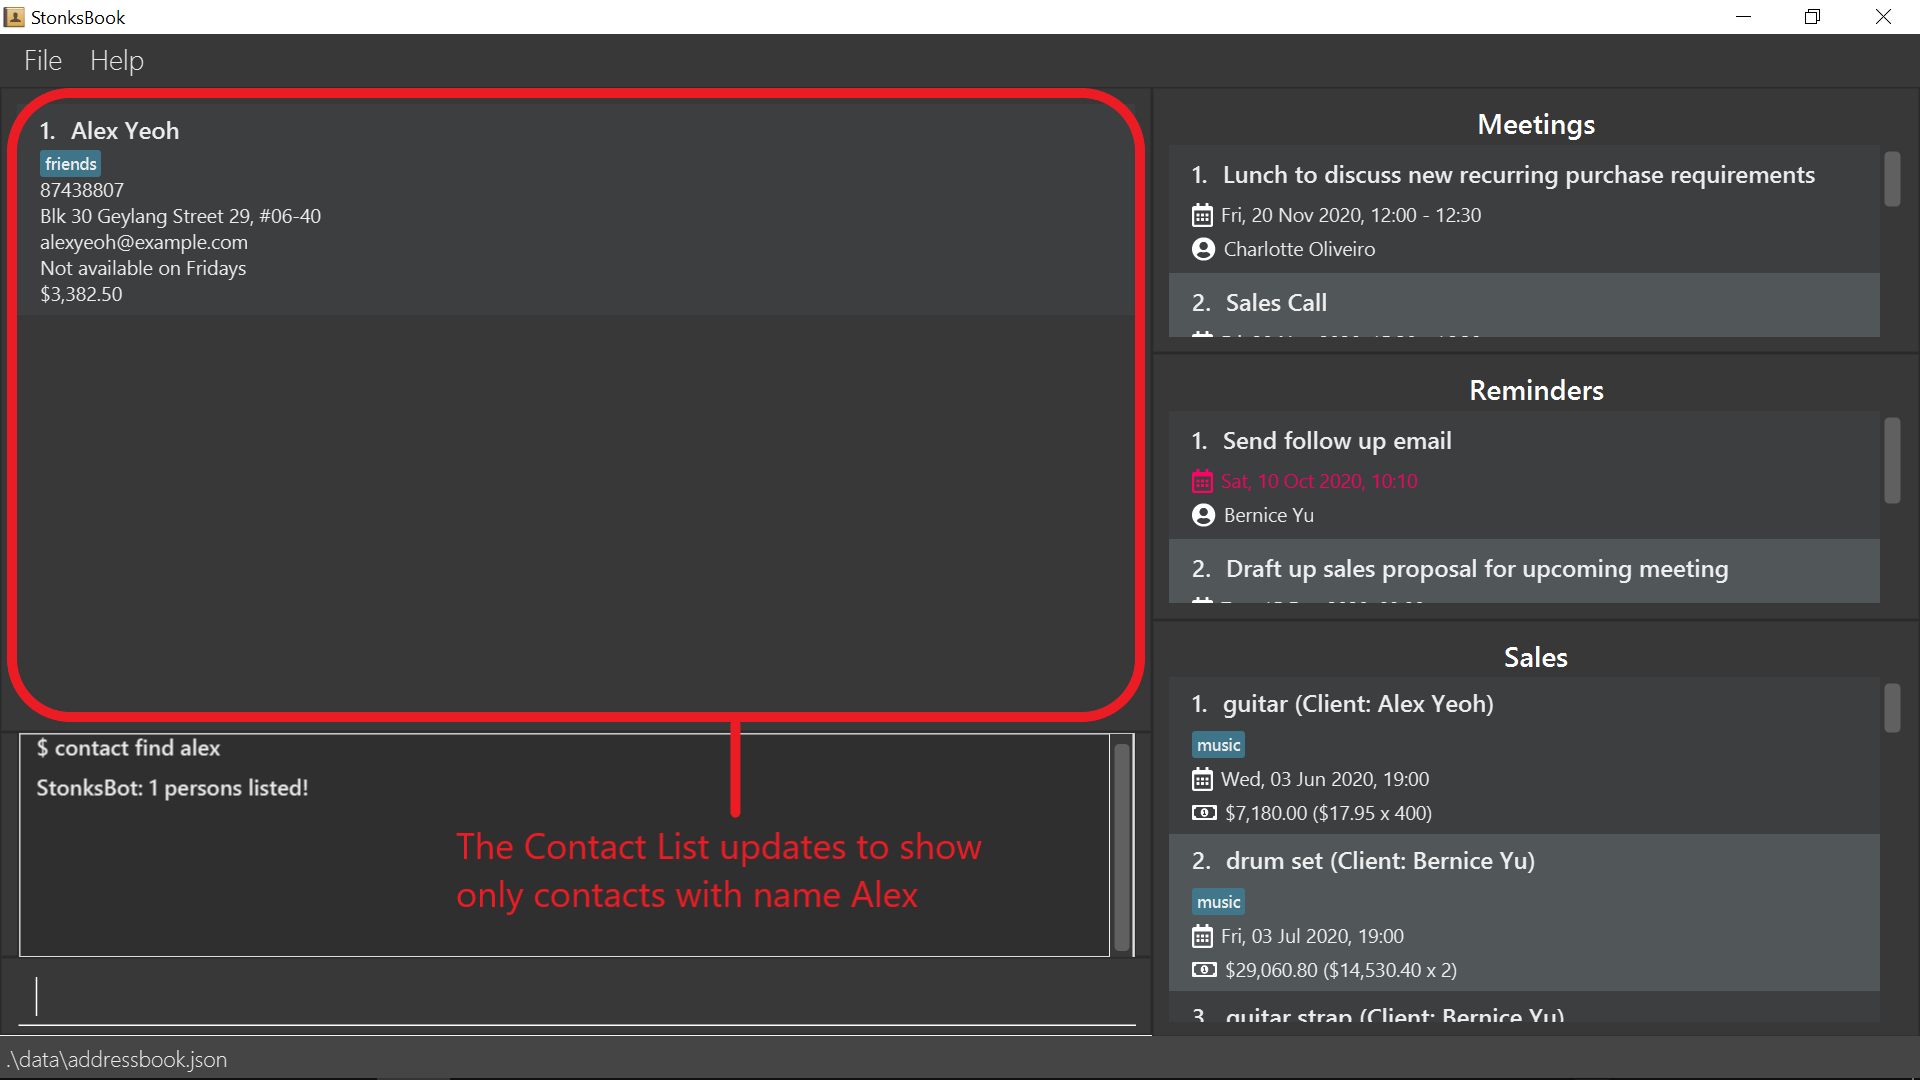 StonksBook
File Help
1. Alex Yeoh
friends
87438807
Blk 30 Geylang Street 29, #06-40
alexyeoh@example.com
Not available on Fridays
$3,382.50
$ contact find alex
StonksBot: 1 persons listed!
The Contact List updates to show
only contacts with name Alex
Meetings
1. Lunch to discuss new recurring purchase requirements
Fri, 20 Nov 2020, 12:00 - 12:30
Charlotte Oliveiro
2. Sales Call
Reminders
1. Send follow up email
Sat, 10 Oct 2020, 10:10
Bernice Yu
2. Draft up sales proposal for upcoming meeting
Sales
1. guitar (Client: Alex Yeoh)
music
Wed, 03 Jun 2020, 19:00
$7,180.00 ($17.95 x 400)
2. drum set (Client: Bernice Yu)
music
Fri, 03 Jul 2020, 19:00
$29,060.80 ($14,530.40 x 2)
3. guitar strap (Client: Bernice Yu)
.\data\addressbook.json